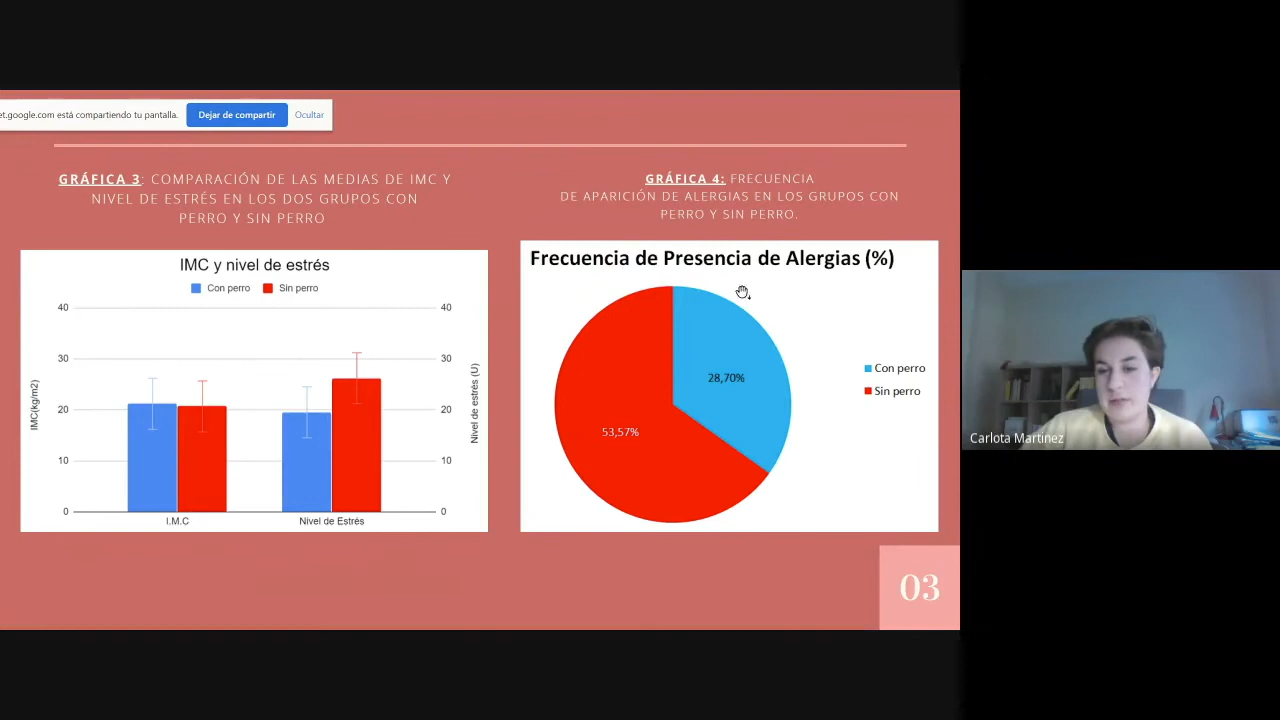 et.google.com está compartiendo tu pantalla.
Dejar de compartir
Ocultar
GRÁFICA 3: COMPARACIÓN DE LAS MEDIAS DE IMC Y
NIVEL DE ESTRÉS EN LOS DOS GRUPOS CON
PERRO Y SIN PERRO
IMC y nivel de estrés
Con perro
Sin perro
40
30
20
10
0
IMC(kg/m2)
40
30
20
10
0
Nivel de estrés (U)
I.M.C
Nivel de Estrés
GRÁFICA 4: FRECUENCIA
DE APARICIÓN DE ALERGIAS EN LOS GRUPOS CON
PERRO Y SIN PERRO.
Frecuencia de Presencia de Alergias (%)
28,70%
53,57%
Con perro
Sin perro
03
Carlota Martinez